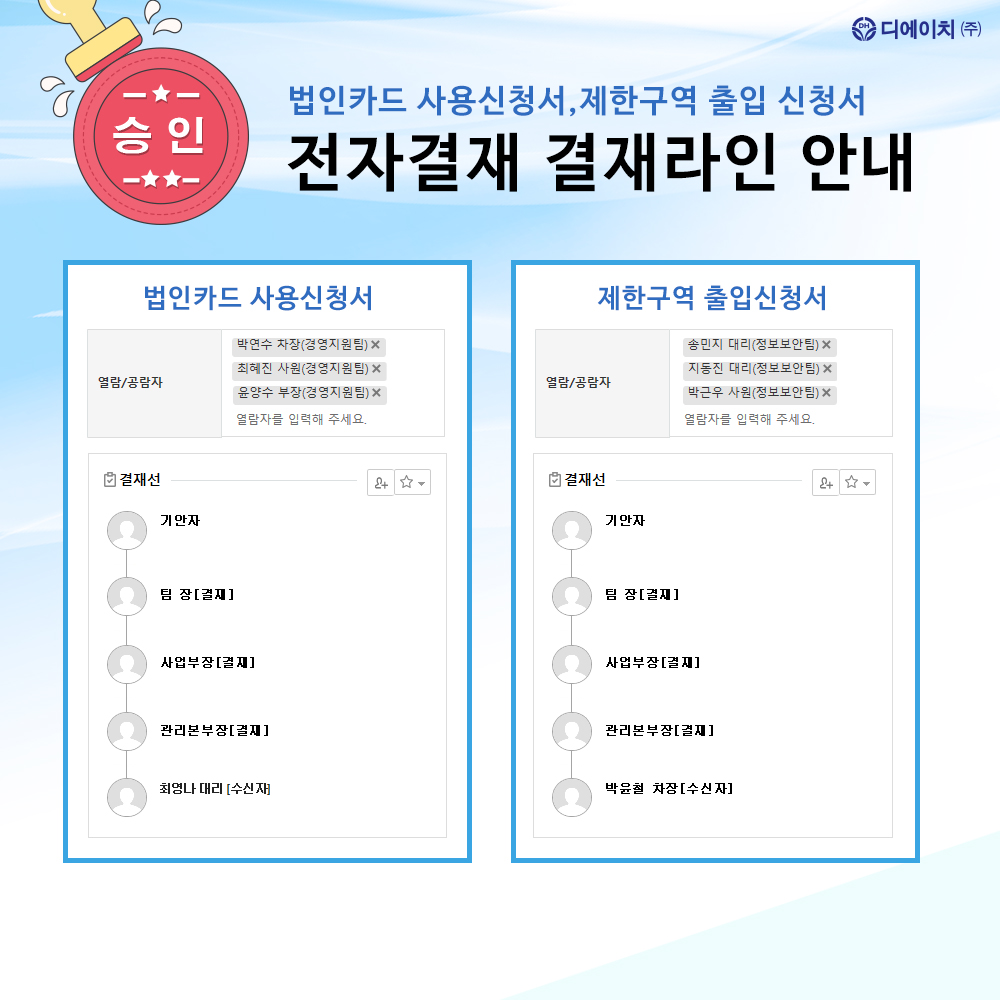 디에이치 (주)
승인
법인카드 사용신청서,제한구역 출입 신청서
전자결재 결재라인 안내
법인카드 사용신청서
열람/공람자
박연수 차장(경영지원팀)
최혜진 사원(경영지원팀)
윤양수 부장(경영지원팀)
열람자를 입력해 주세요.
결재선
기안자
팀 장[결재]
사업부장[결재]
관리본부장[결재]
최영나 대리 [수신자]
제한구역 출입신청서
열람/공람자
송민지 대리(정보보안팀)
지동진 대리(정보보안팀)
박근우 사원(정보보안팀)
열람자를 입력해 주세요.
결재선
기안자
팀 장[결재]
사업부장[결재]
관리본부장[결재]
박윤철 차장[수신자]